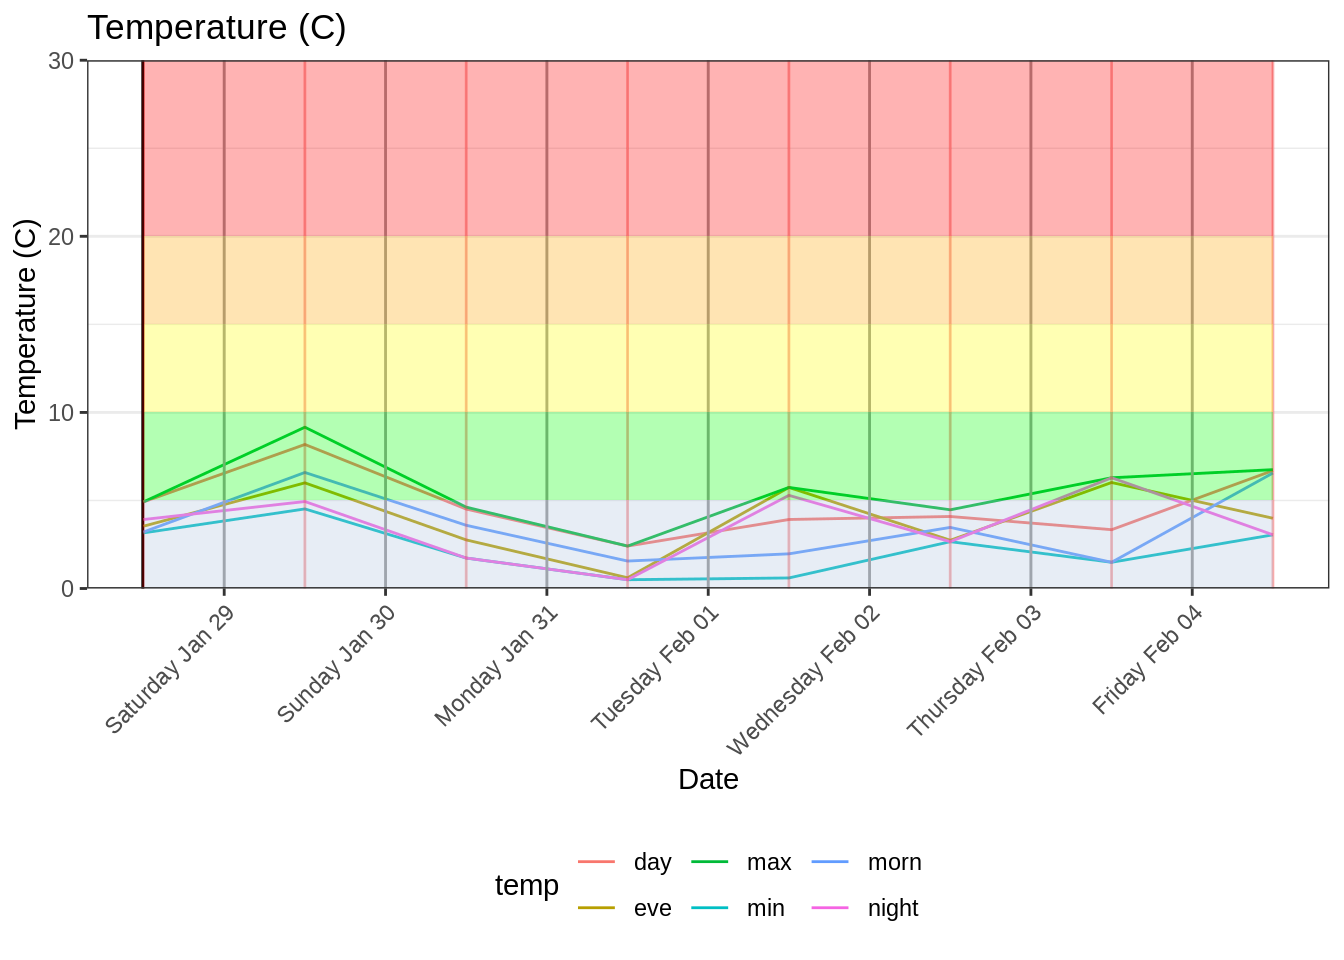 Temperature (C)
30
20
10
0
Temperature (C)
Saturday Jan 29
Sunday Jan 30
Monday Jan 31
Tuesday Feb 01
Wednesday Feb 02
Thursday Feb 03
Friday Feb 04
Date
temp
day max morn
eve min night